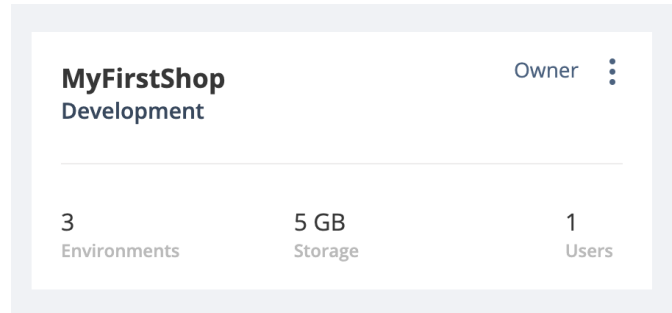 MyFirstShop
Owner
Development
3
5 GB
1
Environments
Storage
Users